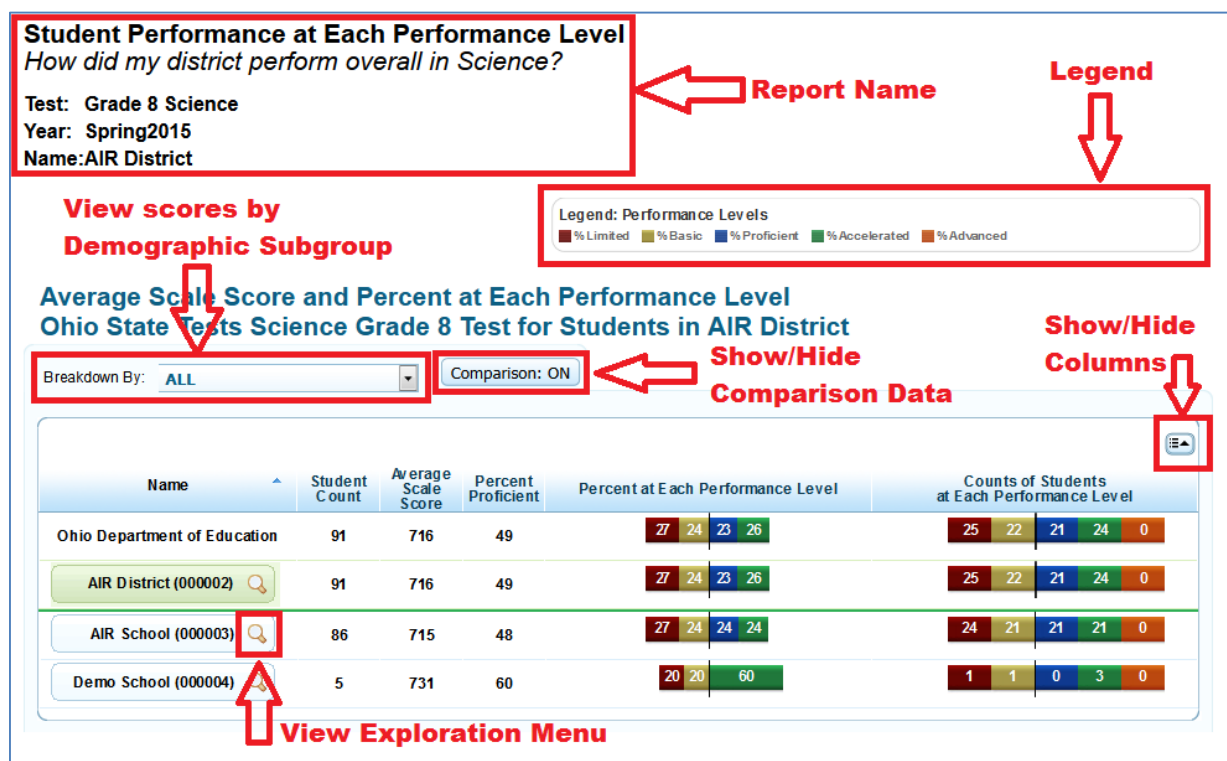 Student Performance at Each Performance Level
How did my district perform overall in Science?
Test: Grade 8 Science
Year: Spring2015
Name:AIR District
Report Name
Legend
View scores by
Demographic Subgroup
Legend: Performance Levels
%Limited %Basic %Proficient %Accelerated %Advanced
Average Scale Score and Percent at Each Performance Level
Ohio State Tests Science Grade 8 Test for Students in AIR District
Breakdown By: ALL
Comparison: ON
Show/Hide
Comparison Data
Show/Hide
Columns
Name
Student
Count
Average
Scale
Score
Percent
Proficient
Percent at Each Performance Level
Counts of Students
at Each Performance Level
Ohio Department of Education 91 716 49 27 24 23 26 25 22 21 24 0
AIR District (000002) 91 716 49 27 24 23 26 25 22 21 24 0
AIR School (000003) 86 715 48 27 24 24 24 24 21 21 21 0
Demo School (000004) 5 731 60 20 20 60 1 1 0 3 0
View Exploration Menu